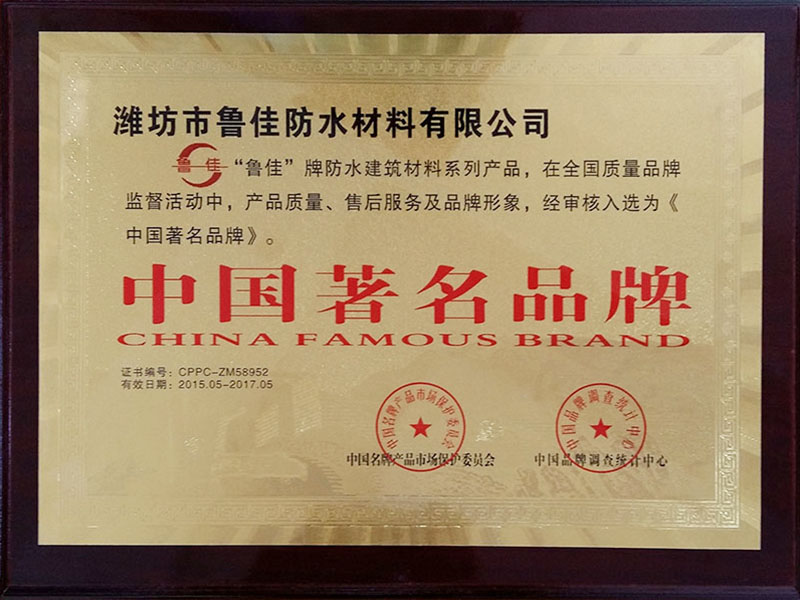 潍坊市鲁佳防水材料有限公司
鲁佳 “鲁佳”牌防水建筑材料系列产品，在全国质量品牌
监督活动中，产品质量、售后服务及品牌形象，经审核入选为《
中国著名品牌》。
中国著名品牌
CHINA FAMOUS BRAND
证书编号：CPPC-ZM58952
有效日期：2015.05-2017.05
中国名牌产品市场保护委员会
中国品牌调查统计中心
中国名牌产品市场保护委员会
中国品牌调查统计中心